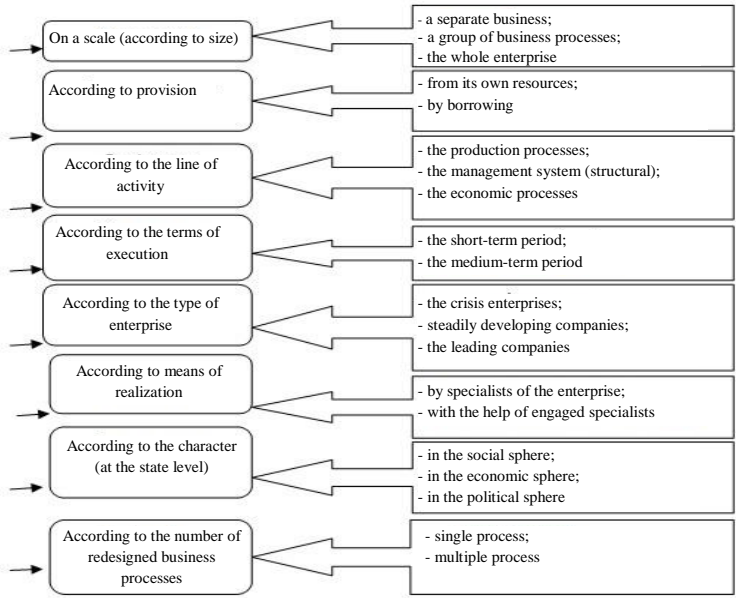 On a scale (according to size)
- a separate business;
- a group of business processes;
- the whole enterprise
According to provision
- from its own resources;
- by borrowing
According to the line of
activity
- the production processes;
- the management system (structural);
- the economic processes
According to the terms of
execution
- the short-term period;
- the medium-term period
According to the type of
enterprise
- the crisis enterprises;
- steadily developing companies;
- the leading companies
According to means of
realization
- by specialists of the enterprise;
- with the help of engaged specialists
According to the character
(at the state level)
- in the social sphere;
- in the economic sphere;
- in the political sphere
According to the number of
redesigned business
processes
- single process;
- multiple process